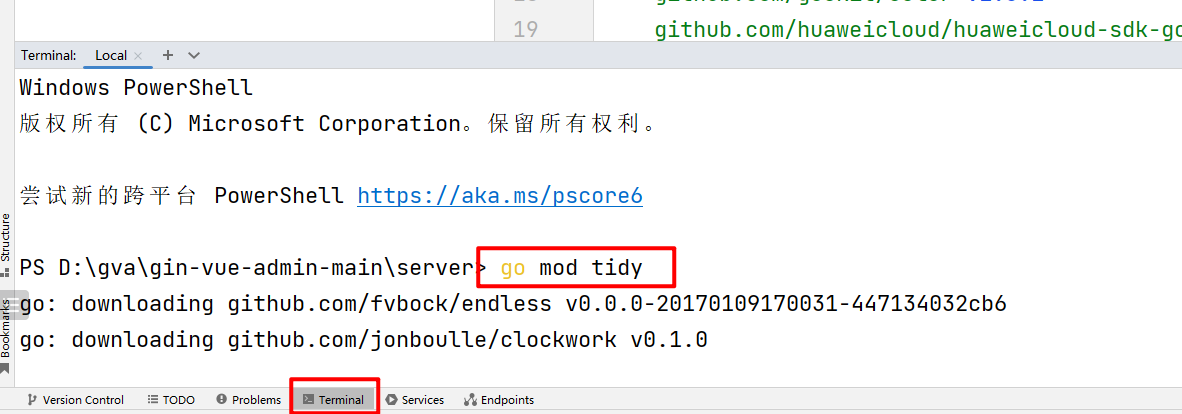 19
github.com/huaweicloud/huaweicloud-sdk-go
Terminal: Local
Windows PowerShell
版权所有 (C) Microsoft Corporation。保留所有权利。
尝试新的跨平台 PowerShell https://aka.ms/pscore6
Structure
PS D:\gva\gin-vue-admin-main\server> go mod tidy
go: downloading github.com/fvbock/endless v0.0.0-20170109170031-447134032cb6
go: downloading github.com/jonboulle/clockwork v0.1.0
Bookmarks
Version Control TODO Problems Terminal Services Endpoints